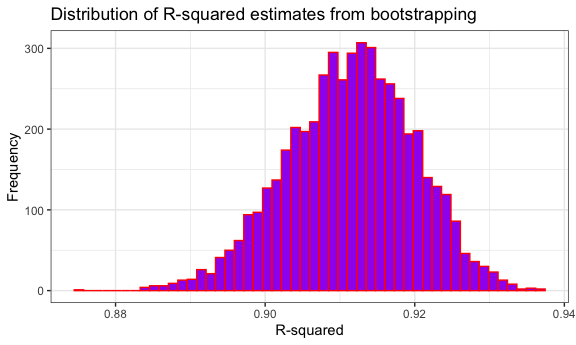 Distribution of R-squared estimates from bootstrapping
Frequency
300
200
100
0
0.88 0.90 0.92 0.94
R-squared